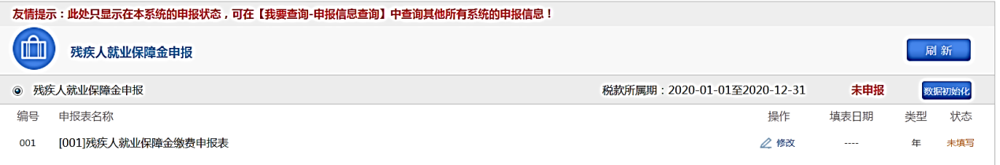 友情提示：此处只显示在本系统的申报状态，可在【我要查询-申报信息查询】中查询其他所有系统的申报信息！
残疾人就业保障金申报 刷 新
残疾人就业保障金申报 税款所属期：2020-01-01至2020-12-31 未申报 数据初始化
编号 申报表名称 操作 填表日期 类型 状态
001 [001]残疾人就业保障金缴费申报表 修改 ---- 年 未填写